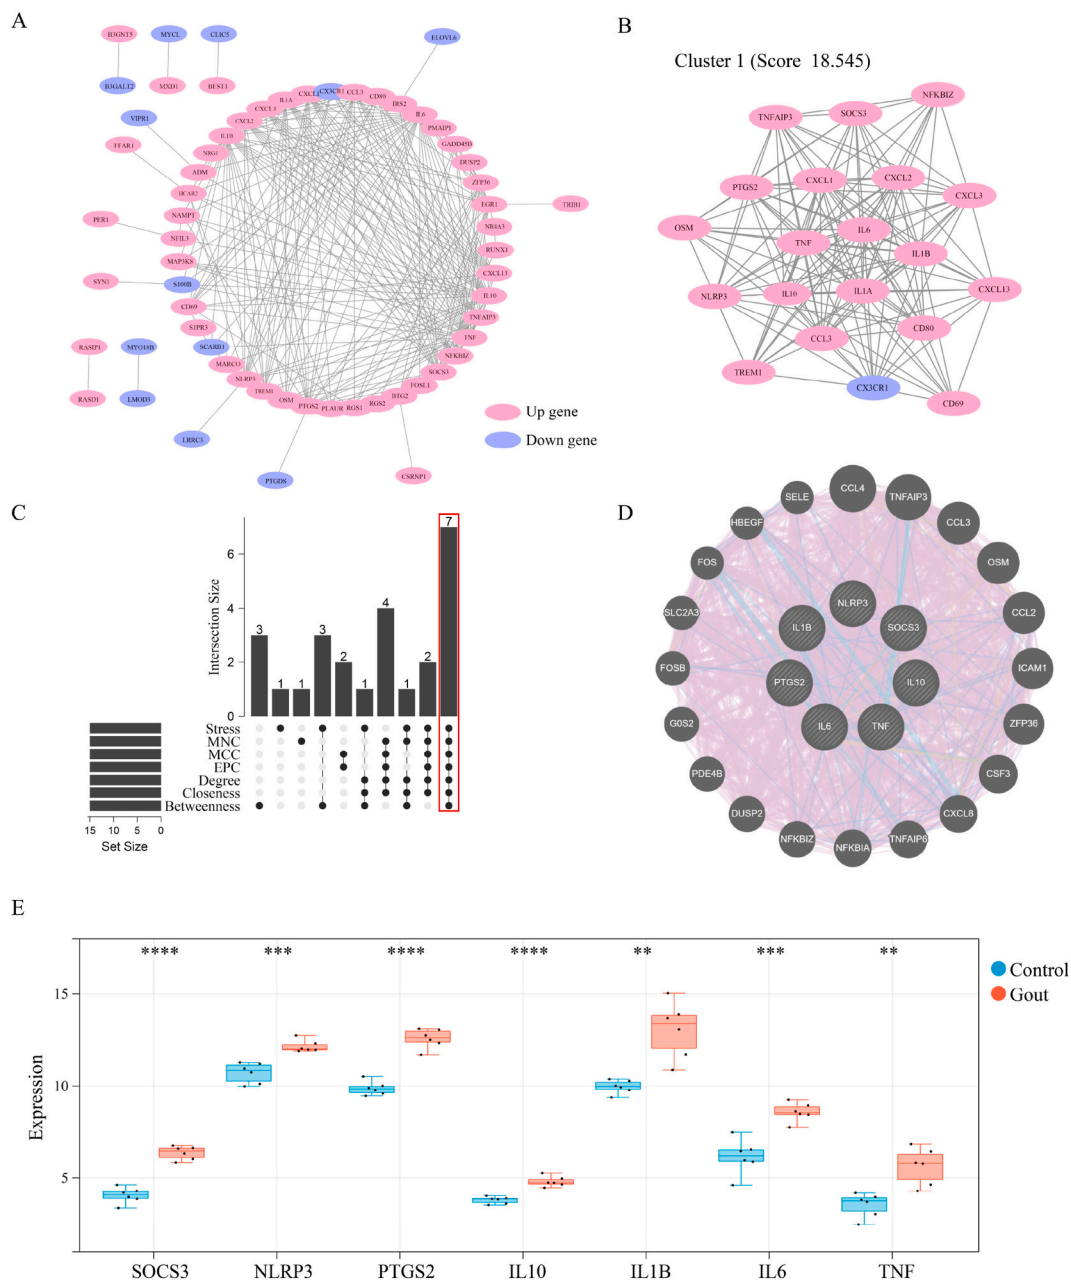 A
B3GNT5
MYCL
CLIC5
ELOVL6
B3GALT2
MXD1
BEST1
VIPR1
FFAR1
PER1
SYN1
RASIP1
MYO18B
RASD1
LMOD3
LRRC3
PTGDS
CSRNP1
TRIB1
CXCL1
CX3CR1
CCL3
CD80
IRS2
IL6
PMAIP1
GADD45B
DUSP2
ZFP36
EGR1
NR4A3
RUNX1
CXCL13
IL10
TNFAIP3
TNF
NFKBIZ
SOCS3
FOSL1
BTG2
RGS2
RGS1
PLAUR
PTGS2
OSM
TREM1
NLRP3
MARCO
SCARB1
S1PR3
CD69
S100B
MAP3K8
NFIL3
NAMPT
HCAR2
ADM
NRG1
IL1B
CXCL2
CXCL3
IL1A
Up gene
Down gene
B
Cluster 1 (Score 18.545)
NFKBIZ
SOCS3
TNFAIP3
CXCL1
CXCL2
PTGS2
CXCL3
OSM
IL6
TNF
IL1B
NLRP3
IL10
IL1A
CXCL13
CD80
CCL3
TREM1
CX3CR1
CD69
C
Intersection Size
6
4
2
0
3
1
1
3
2
1
4
1
2
7
Stress
MNC
MCC
EPC
Degree
Closeness
Betweenness
15 10 5 0
Set Size
D
CCL4
SELE
TNFAIP3
HBEGF
CCL3
FOS
OSM
NLRP3
SLC2A3
IL1B
SOCS3
CCL2
FOSB
PTGS2
IL10
ICAM1
G0S2
IL6
TNF
ZFP36
PDE4B
CSF3
DUSP2
CXCL8
NFKBIZ
NFKBIA
TNFAIP6
E
Expression
15
10
5
**** *** **** **** ** *** **
Control
Gout
SOCS3 NLRP3 PTGS2 IL10 IL1B IL6 TNF